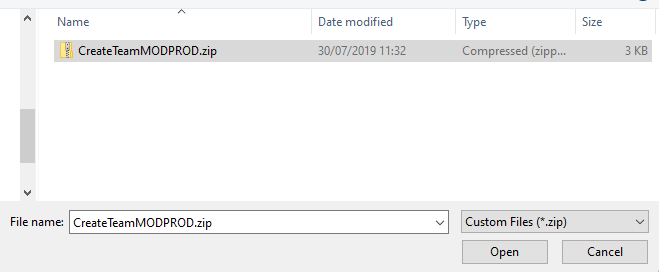 Name Date modified Type Size
CreateTeamMODPROD.zip 30/07/2019 11:32 Compressed (zipp... 3 KB
File name: CreateTeamMODPROD.zip Custom Files (*.zip)
Open Cancel